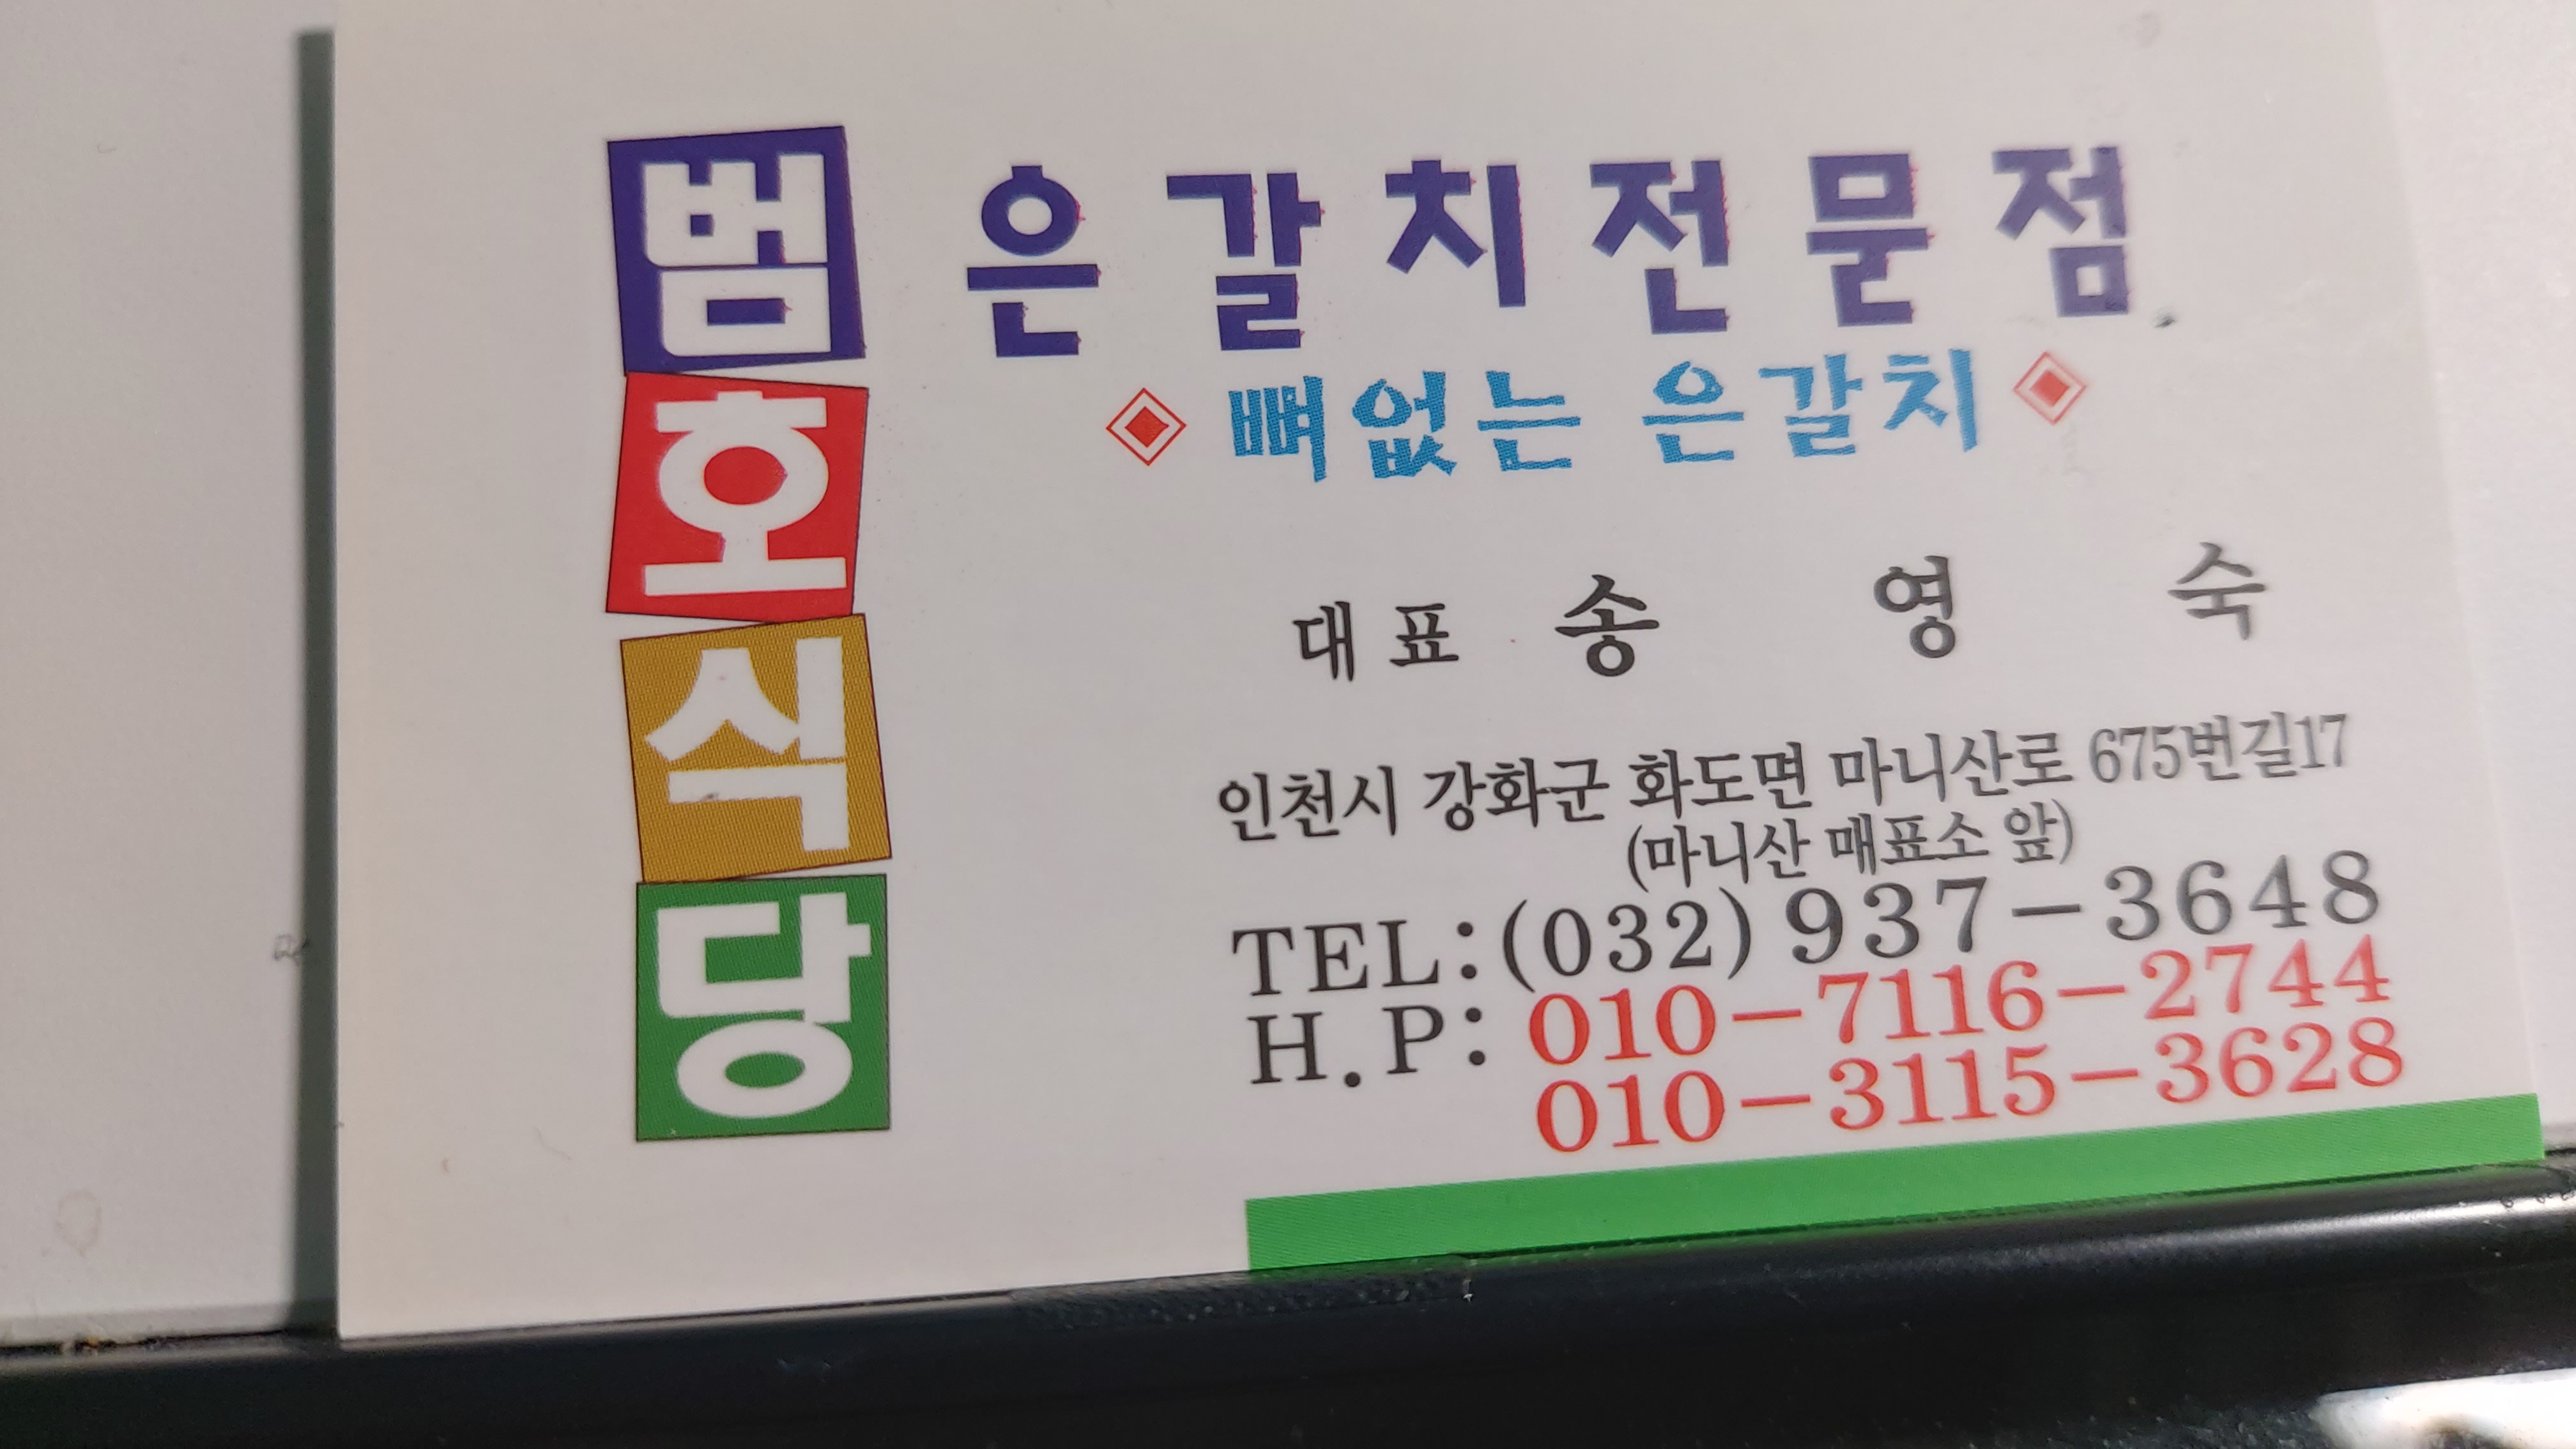 범호식당
은갈치전문점
뼈없는 은갈치
대표 송 영 숙
인천시 강화군 화도면 마니산로 675번길17
(마니산 매표소 앞)
TEL:(032) 937-3648
H.P: 010-7116-2744
010-3115-3628